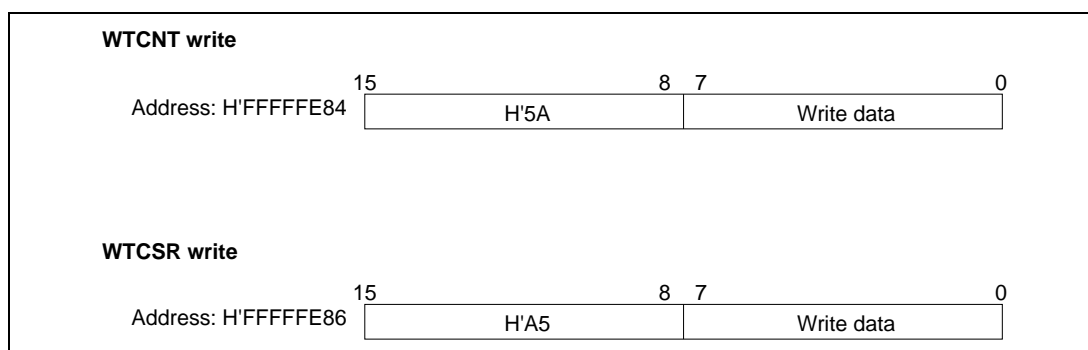 WTCNT write
15 8 7 0
Address: H'FFFFFE84 H'5A Write data
WTCSR write
15 8 7 0
Address: H'FFFFFE86 H'A5 Write data